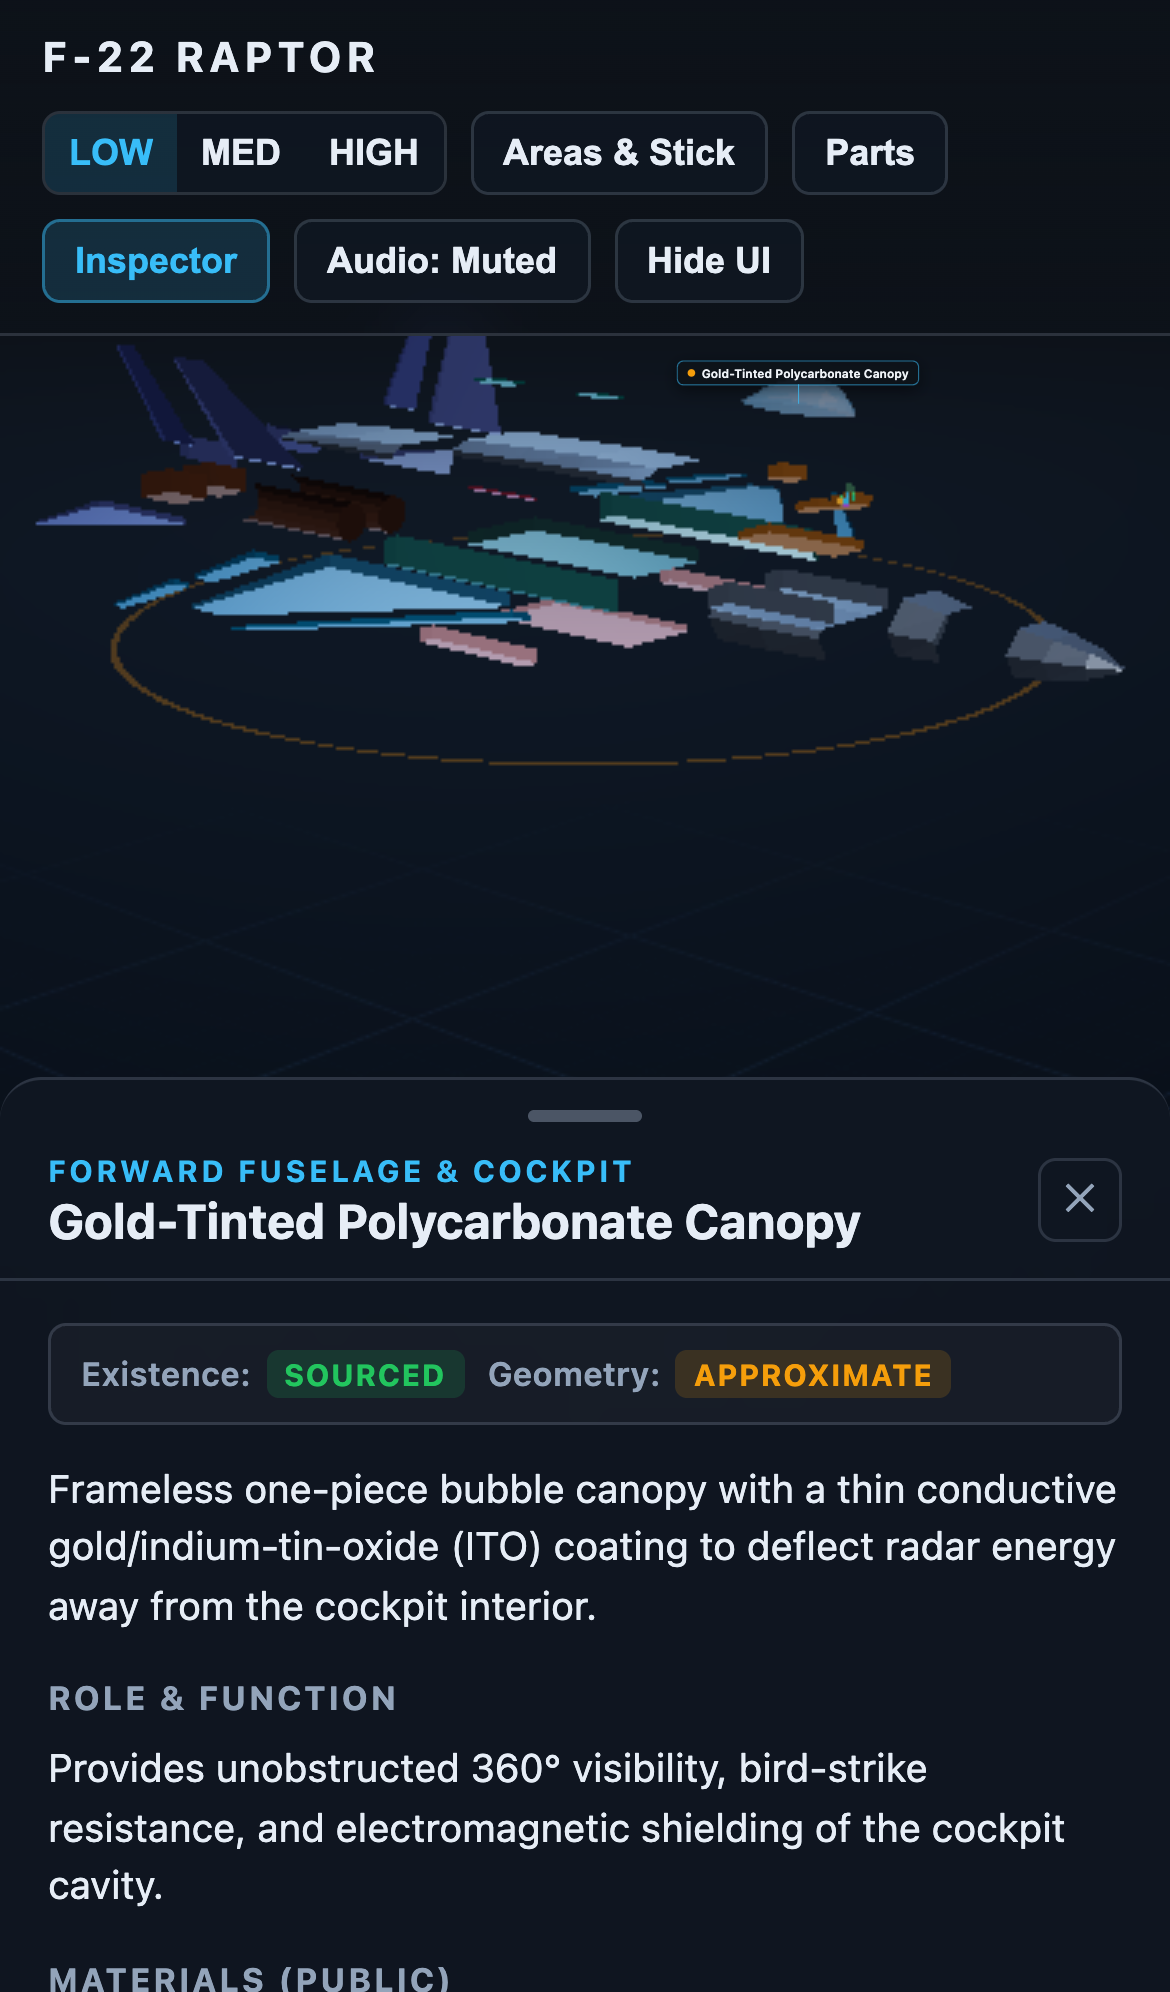 F-22 RAPTOR
LOW MED HIGH Areas & Stick Parts
Inspector Audio: Muted Hide UI
Gold-Tinted Polycarbonate Canopy
FORWARD FUSELAGE & COCKPIT
Gold-Tinted Polycarbonate Canopy
Existence: SOURCED Geometry: APPROXIMATE
Frameless one-piece bubble canopy with a thin conductive
gold/indium-tin-oxide (ITO) coating to deflect radar energy
away from the cockpit interior.
ROLE & FUNCTION
Provides unobstructed 360° visibility, bird-strike
resistance, and electromagnetic shielding of the cockpit
cavity.
MATERIALS (PUBLIC)